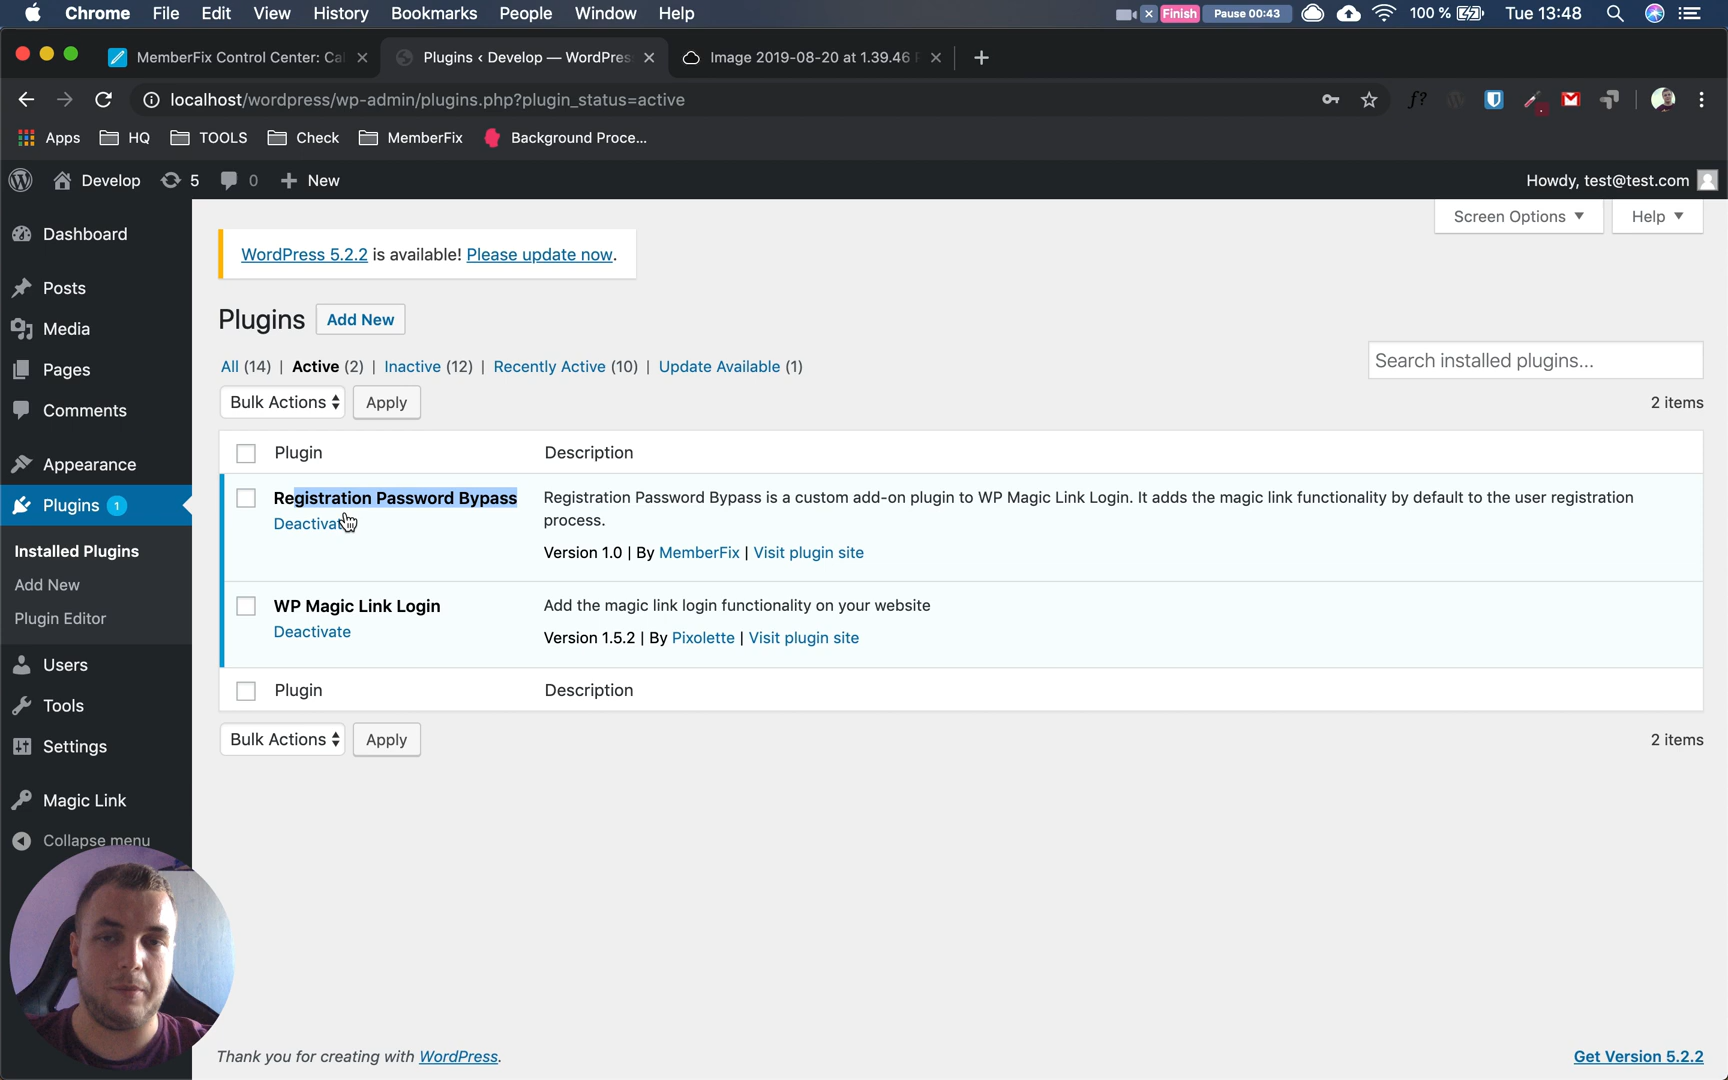 Chrome File Edit View History Bookmarks People Window Help Finish Pause 00:43 100 % Tue 13:48
MemberFix Control Center: Ca Plugins ‹ Develop — WordPres Image 2019-08-20 at 1.39.46
localhost/wordpress/wp-admin/plugins.php?plugin_status=active f?
Apps HQ TOOLS Check MemberFix Background Proce...
Develop 5 0 New Howdy, test@test.com
Screen Options Help
Dashboard
WordPress 5.2.2 is available! Please update now.
Posts
Plugins Add New
Media
Pages
All (14) | Active (2) | Inactive (12) | Recently Active (10) | Update Available (1)
Search installed plugins...
Comments
Bulk Actions Apply 2 items
Appearance
Plugin Description
Plugins 1
Registration Password Bypass Registration Password Bypass is a custom add-on plugin to WP Magic Link Login. It adds the magic link functionality by default to the user registration
process.
Deactivate
Version 1.0 | By MemberFix | Visit plugin site
Installed Plugins
Add New
Plugin Editor
WP Magic Link Login Add the magic link login functionality on your website
Deactivate Version 1.5.2 | By Pixolette | Visit plugin site
Users
Plugin Description
Tools
Settings
Bulk Actions Apply 2 items
Magic Link
Collapse menu
Thank you for creating with WordPress. Get Version 5.2.2